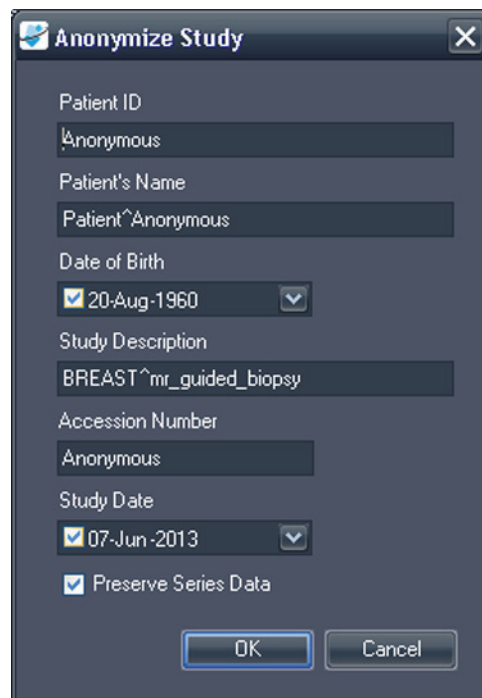 Anonymize Study
Patient ID
Anonymous
Patient's Name
Patient^Anonymous
Date of Birth
20-Aug-1960
Study Description
BREAST^mr_guided_biopsy
Accession Number
Anonymous
Study Date
07-Jun-2013
Preserve Series Data
OK Cancel